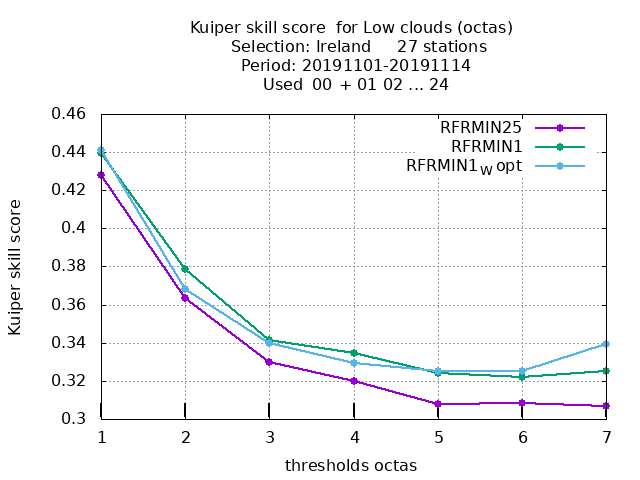 Kuiper skill score for Low clouds (octas)
Selection: Ireland 27 stations
Period: 20191101-20191114
Used 00 + 01 02 ... 24
RFRMIN25
RFRMIN1
RFRMIN1W opt
Kuiper skill score
0.46
0.44
0.42
0.4
0.38
0.36
0.34
0.32
0.3
1 2 3 4 5 6 7
thresholds octas